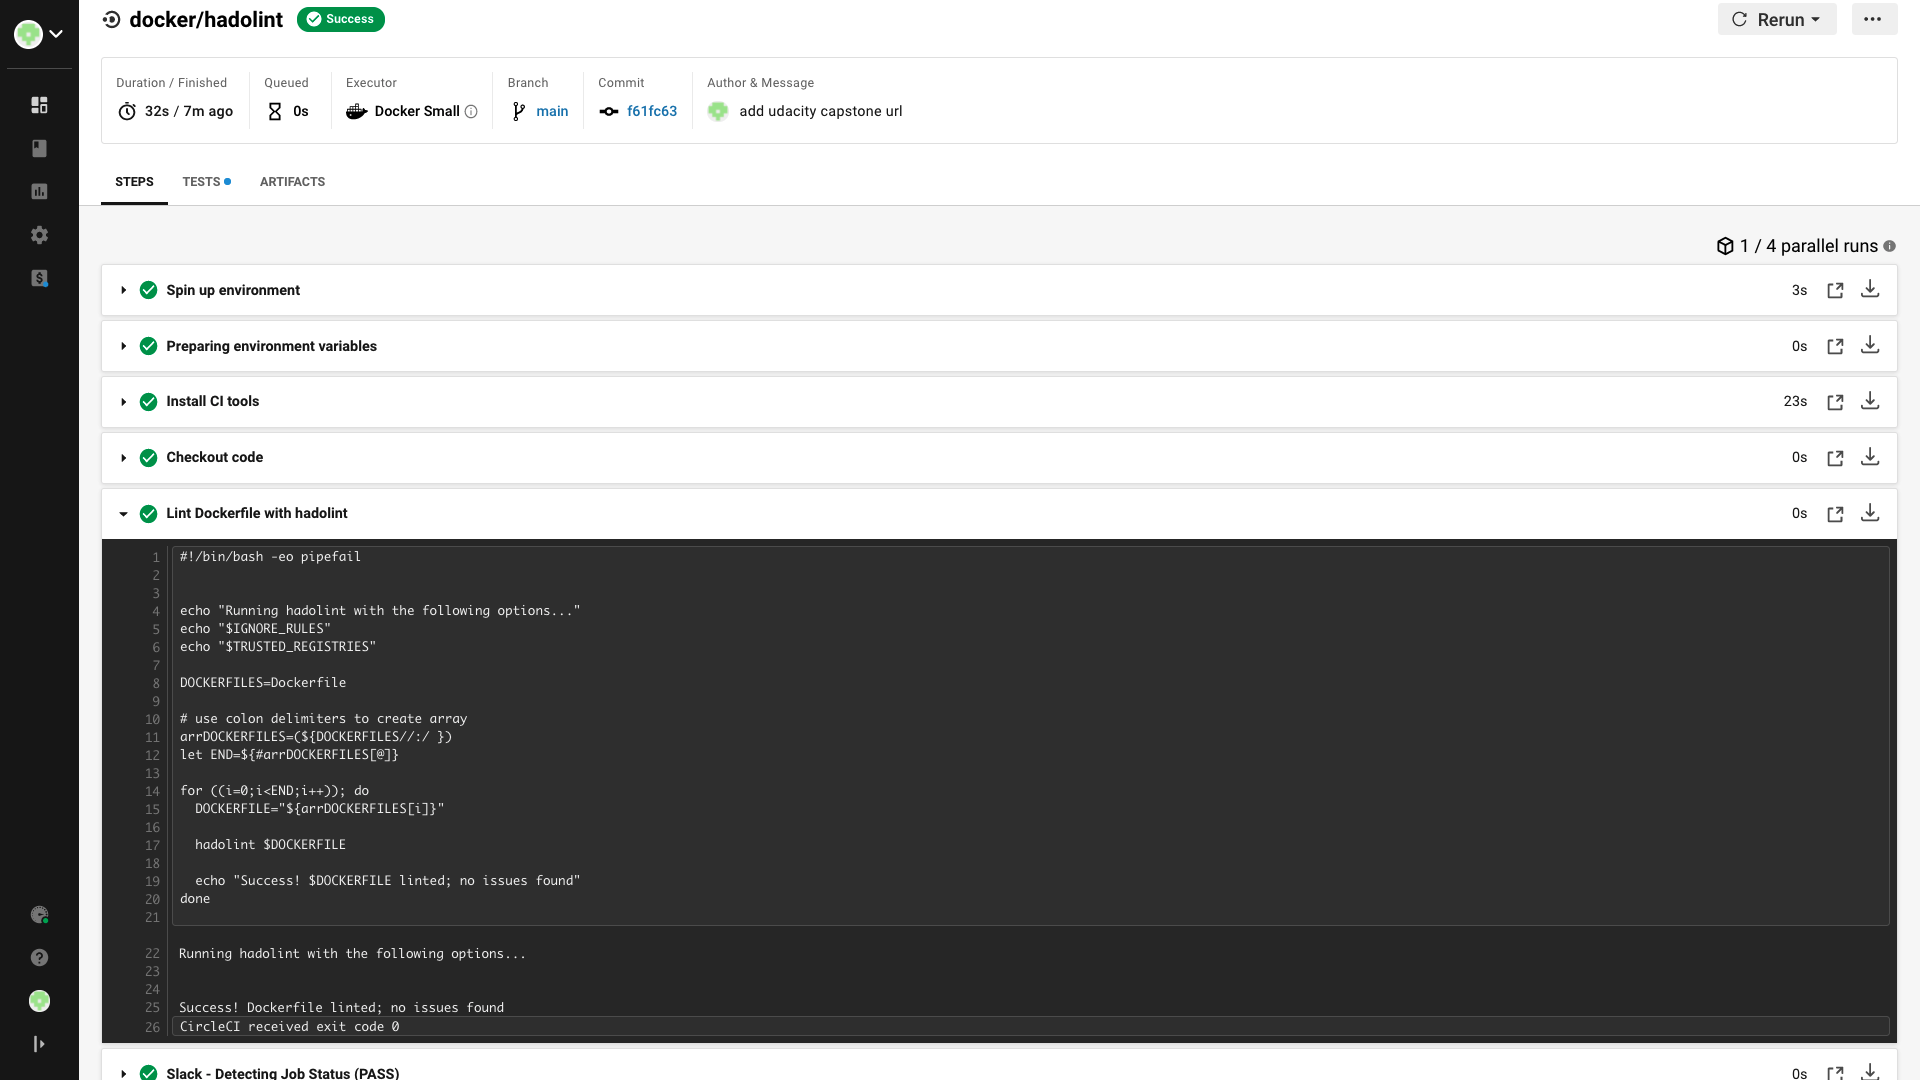 docker/hadolint
Success
Rerun
Duration / Finished
32s / 7m ago
Queued
0s
Executor
Docker Small
Branch
main
Commit
f61fc63
Author & Message
add udacity capstone url
STEPS
TESTS
ARTIFACTS
1 / 4 parallel runs
Spin up environment
3s
Preparing environment variables
0s
Install CI tools
23s
Checkout code
0s
Lint Dockerfile with hadolint
0s
1 #!/bin/bash -eo pipefail
2
3
4 echo "Running hadolint with the following options..."
5 echo "$IGNORE_RULES"
6 echo "$TRUSTED_REGISTRIES"
7
8 DOCKERFILES=Dockerfile
9
10 # use colon delimiters to create array
11 arrDOCKERFILES=(${DOCKERFILES//:/ })
12 let END=${#arrDOCKERFILES[@]}
13
14 for ((i=0;i<END;i++)); do
15   DOCKERFILE="${arrDOCKERFILES[i]}"
16
17   hadolint $DOCKERFILE
18
19   echo "Success! $DOCKERFILE linted; no issues found"
20 done
21
22 Running hadolint with the following options...
23
24
25 Success! Dockerfile linted; no issues found
26 CircleCI received exit code 0
Slack - Detecting Job Status (PASS)
0s